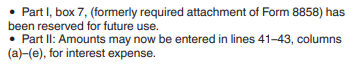 • Part I, box 7, (formerly required attachment of Form 8858) has
been reserved for future use.
• Part II: Amounts may now be entered in lines 41–43, columns
(a)–(e), for interest expense.